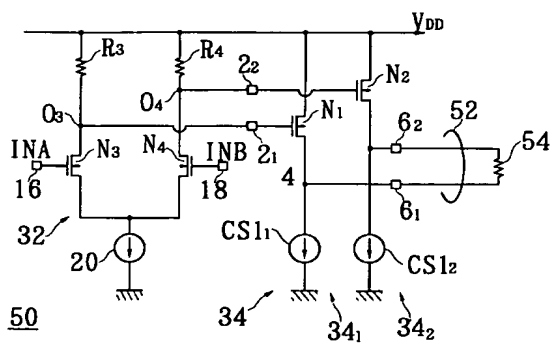 VDD
R3 R4 22 N2
O3 O4 N1 62 52
INA N3 N4 INB 21 54
16 18 4 61
32
20 CS11 CS12
50 34 341 342